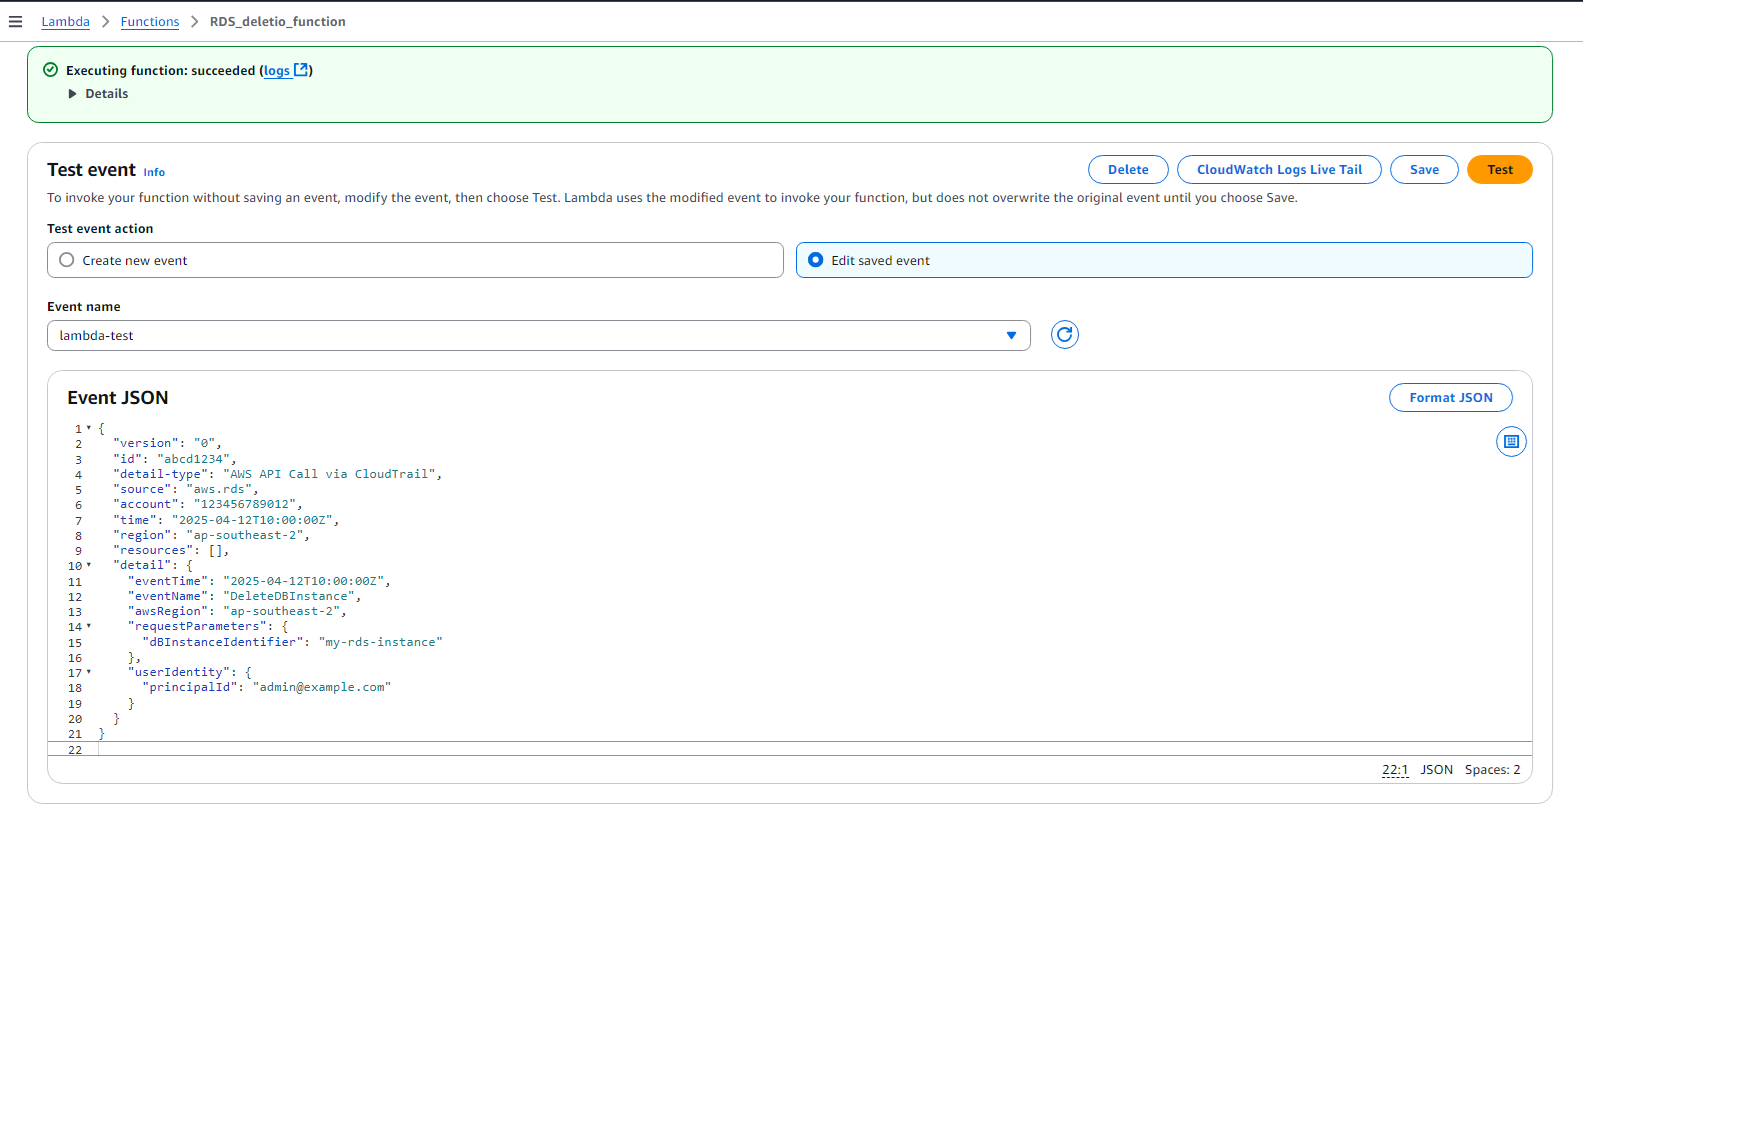 Lambda > Functions > RDS_deletio_function
Executing function: succeeded (logs)
Details
Test event Info
Delete
CloudWatch Logs Live Tail
Save
Test
To invoke your function without saving an event, modify the event, then choose Test. Lambda uses the modified event to invoke your function, but does not overwrite the original event until you choose Save.
Test event action
Create new event
Edit saved event
Event name
lambda-test
Event JSON
Format JSON
1 {
2   "version": "0",
3   "id": "abcd1234",
4   "detail-type": "AWS API Call via CloudTrail",
5   "source": "aws.rds",
6   "account": "123456789012",
7   "time": "2025-04-12T10:00:00Z",
8   "region": "ap-southeast-2",
9   "resources": [],
10   "detail": {
11     "eventTime": "2025-04-12T10:00:00Z",
12     "eventName": "DeleteDBInstance",
13     "awsRegion": "ap-southeast-2",
14     "requestParameters": {
15       "dBInstanceIdentifier": "my-rds-instance"
16     },
17     "userIdentity": {
18       "principalId": "admin@example.com"
19     }
20   }
21 }
22
22:1 JSON Spaces: 2